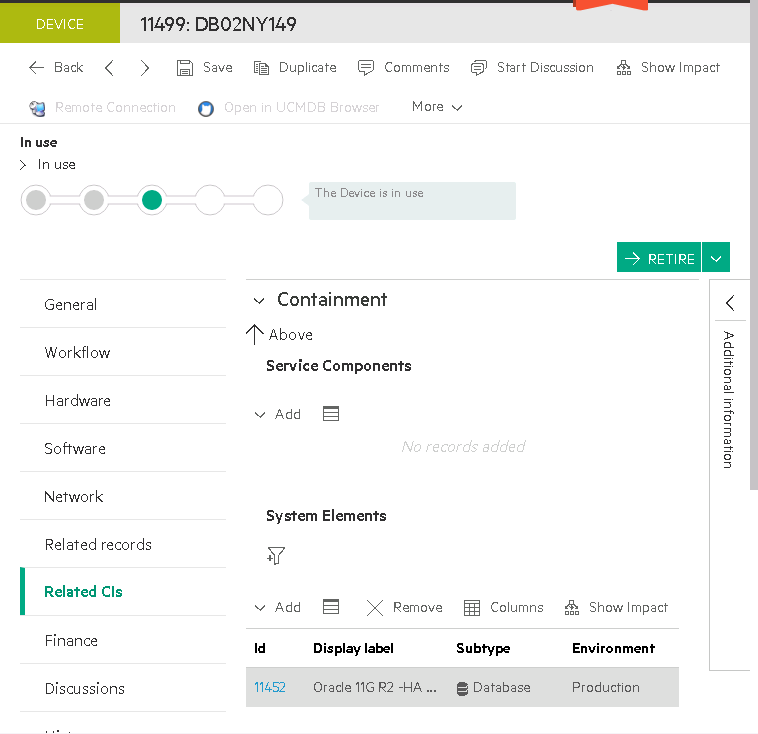 DEVICE 11499: DB02NY149
Back Save Duplicate Comments Start Discussion Show Impact
Remote Connection Open in UCMDB Browser More
In use
In use
The Device is in use
RETIRE
General
Workflow
Hardware
Software
Network
Related records
Related CIs
Finance
Discussions
Containment
Above
Service Components
Add
No records added
System Elements
Add Remove Columns Show Impact
Id Display label Subtype Environment
11452 Oracle 11G R2 -HA ... Database Production
Additional information